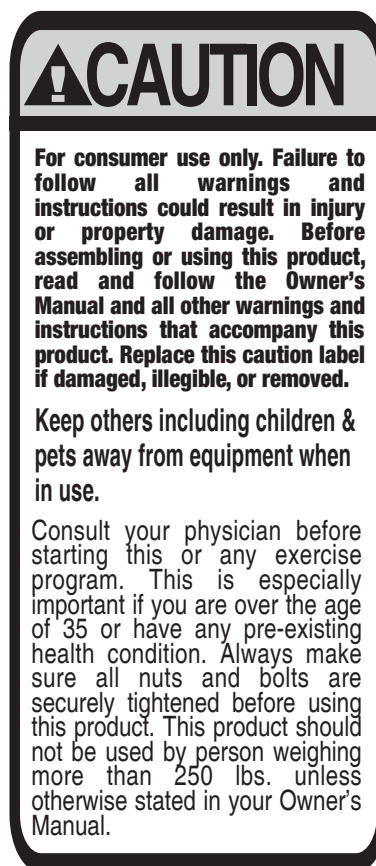 CAUTION
For consumer use only. Failure to
follow all warnings and
instructions could result in injury
or property damage. Before
assembling or using this product,
read and follow the Owner's
Manual and all other warnings and
instructions that accompany this
product. Replace this caution label
if damaged, illegible, or removed.
Keep others including children &
pets away from equipment when
in use.
Consult your physician before
starting this or any exercise
program. This is especially
important if you are over the age
of 35 or have any pre-existing
health condition. Always make
sure all nuts and bolts are
securely tightened before using
this product. This product should
not be used by person weighing
more than 250 lbs. unless
otherwise stated in your Owner's
Manual.